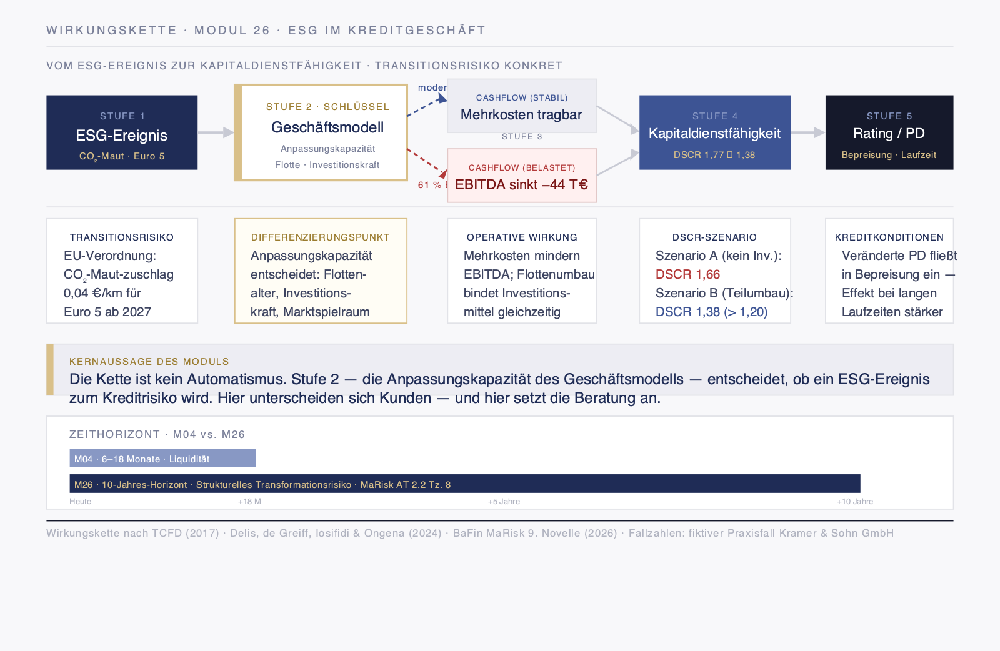 WIRKUNGSKETTE · MODUL 26 · ESG IM KREDITGESCHÄFT
VOM ESG-EREIGNIS ZUR KAPITALDIENSTFÄHIGKEIT · TRANSITIONSRISIKO KONKRET
STUFE 1
ESG-Ereignis
CO₂-Maut · Euro 5
STUFE 2 · SCHLÜSSEL
Geschäftsmodell
Anpassungskapazität
Flotte · Investitionskraft
moder
61 %
CASHFLOW (STABIL)
Mehrkosten tragbar
STUFE 3
CASHFLOW (BELASTET)
EBITDA sinkt –44 T€
STUFE 4
Kapitaldienstfähigkeit
DSCR 1,77 □ 1,38
STUFE 5
Rating / PD
Bepreisung · Laufzeit
TRANSITIONSRISIKO
EU-Verordnung:
CO₂-Maut-zuschlag
0,04 €/km für
Euro 5 ab 2027
DIFFERENZIERUNGSPUNKT
Anpassungskapazität
entscheidet: Flotten-
alter, Investitions-
kraft, Marktspielraum
OPERATIVE WIRKUNG
Mehrkosten mindern
EBITDA; Flottenumbau
bindet Investitions-
mittel gleichzeitig
DSCR-SZENARIO
Szenario A (kein Inv.):
DSCR 1,66
Szenario B (Teilumbau):
DSCR 1,38 (> 1,20)
KREDITKONDITIONEN
Veränderte PD fließt
in Bepreisung ein —
Effekt bei langen
Laufzeiten stärker
KERNAUSSAGE DES MODULS
Die Kette ist kein Automatismus. Stufe 2 — die Anpassungskapazität des Geschäftsmodells — entscheidet, ob ein ESG-Ereignis
zum Kreditrisiko wird. Hier unterscheiden sich Kunden — und hier setzt die Beratung an.
ZEITHORIZONT · M04 vs. M26
M04 · 6–18 Monate · Liquidität
M26 · 10-Jahres-Horizont · Strukturelles Transformationsrisiko · MaRisk AT 2.2 Tz. 8
Heute
+18 M
+5 Jahre
+10 Jahre
Wirkungskette nach TCFD (2017) · Delis, de Greiff, Iosifidi & Ongena (2024) · BaFin MaRisk 9. Novelle (2026) · Fallzahlen: fiktiver Praxisfall Kramer & Sohn GmbH